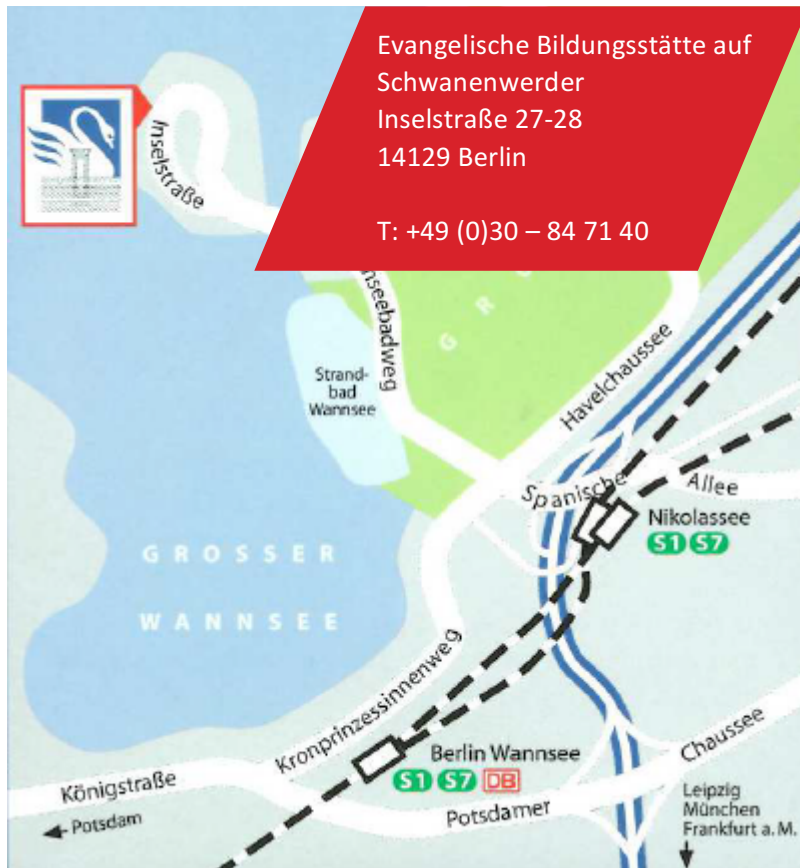 Evangelische Bildungsstätte auf
Schwanenwerder
Inselstraße 27-28
14129 Berlin
T: +49 (0)30 – 84 71 40
Inselstraße
nseebadweg
G R
Strand-
bad
Wannsee
Havelchaussee
Spanische Allee
Nikolassee
S1 S7
GROSSER
WANNSEE
Kronprinzessinnenweg
Berlin Wannsee
S1 S7 DB
Königstraße
Potsdamer Chaussee
Potsdam
Leipzig
München
Frankfurt a. M.